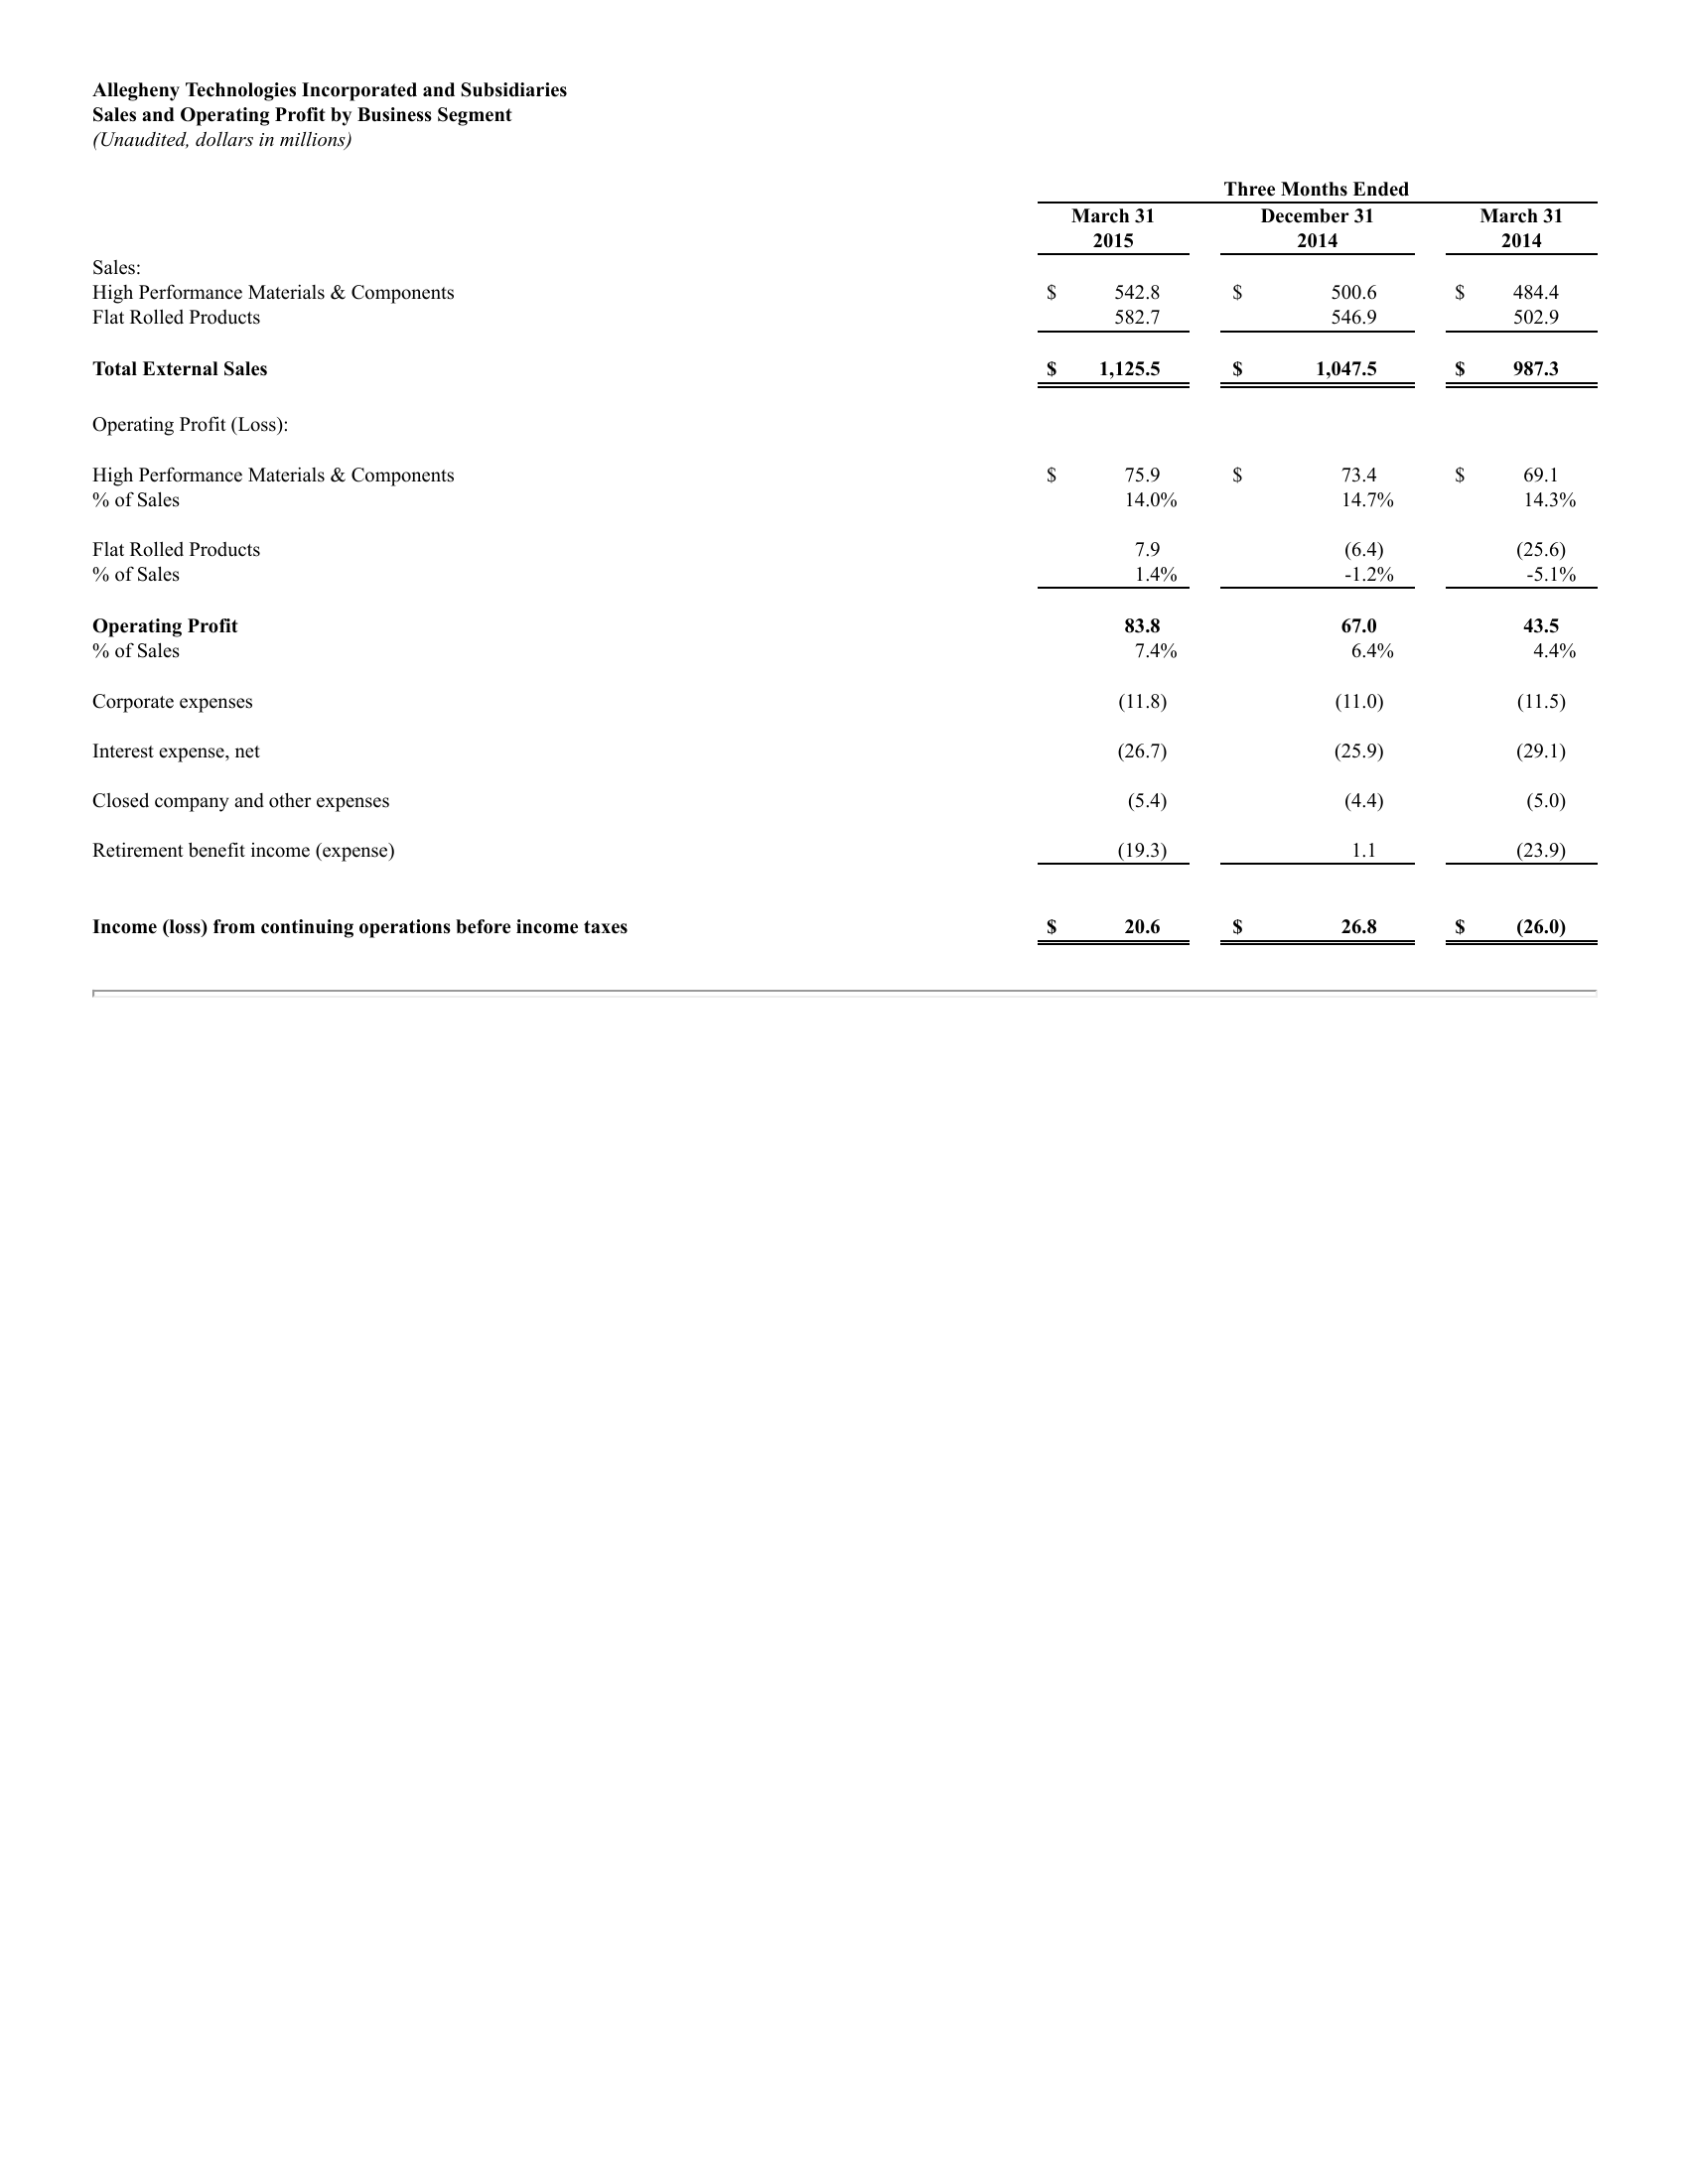 Allegheny Technologies Incorporated and Subsidiaries
Sales and Operating Profit by Business Segment
(Unaudited, dollars in millions)
Three Months Ended
March 31 December 31 March 31
2015 2014 2014
Sales:
High Performance Materials & Components $ 542.8 $ 500.6 $ 484.4
Flat Rolled Products 582.7 546.9 502.9
Total External Sales $ 1,125.5 $ 1,047.5 $ 987.3
Operating Profit (Loss):
High Performance Materials & Components $ 75.9 $ 73.4 $ 69.1
% of Sales 14.0% 14.7% 14.3%
Flat Rolled Products 7.9 (6.4) (25.6)
% of Sales 1.4% -1.2% -5.1%
Operating Profit 83.8 67.0 43.5
% of Sales 7.4% 6.4% 4.4%
Corporate expenses (11.8) (11.0) (11.5)
Interest expense, net (26.7) (25.9) (29.1)
Closed company and other expenses (5.4) (4.4) (5.0)
Retirement benefit income (expense) (19.3) 1.1 (23.9)
Income (loss) from continuing operations before income taxes $ 20.6 $ 26.8 $ (26.0)